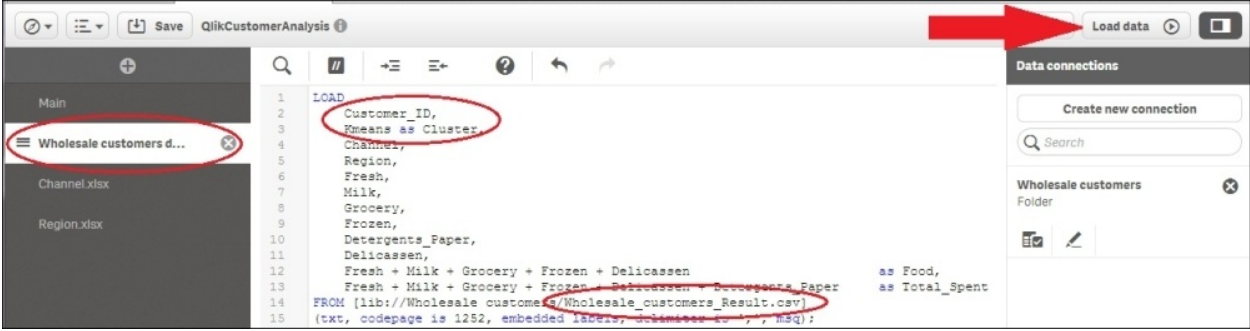 Save QlikCustomerAnalysis
Load data
Main
Wholesale customers d...
Channel.xlsx
Region.xlsx
1 LOAD
2 Customer_ID,
3 Kmeans as Cluster,
4 Channel,
5 Region,
6 Fresh,
7 Milk,
8 Grocery,
9 Frozen,
10 Detergents_Paper,
11 Delicassen,
12 Fresh + Milk + Grocery + Frozen + Delicassen as Food,
13 Fresh + Milk + Grocery + Frozen + Delicassen + Detergents_Paper as Total_Spent
14 FROM [lib://Wholesale customers/Wholesale_customers_Result.csv]
15 (txt, codepage is 1252, embedded labels, delimiter is ',', msq);
Data connections
Create new connection
Search
Wholesale customers
Folder